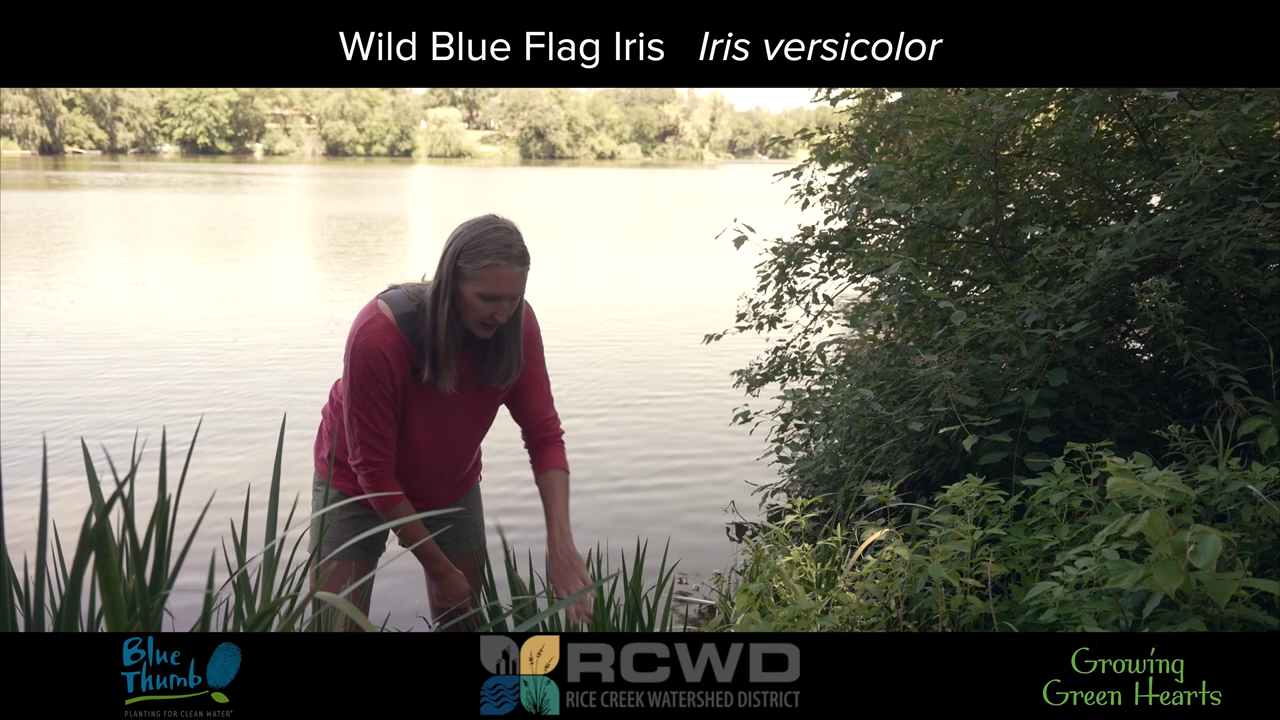 Wild Blue Flag Iris Iris versicolor
Blue
Thumb
PLANTING FOR CLEAN WATER
RCWD
RICE CREEK WATERSHED DISTRICT
Growing
Green Hearts